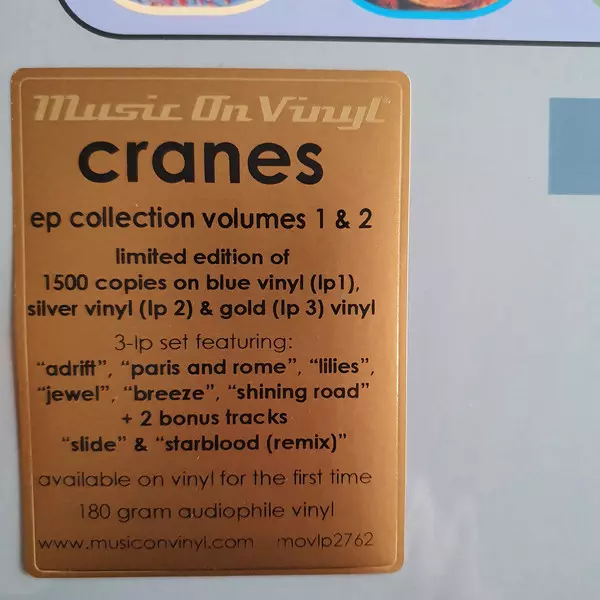 Music On Vinyl
cranes
ep collection volumes 1 & 2
limited edition of
1500 copies on blue vinyl (lp1),
silver vinyl (lp 2) & gold (lp 3) vinyl
3-lp set featuring:
"adrift", "paris and rome", "lilies",
"jewel", "breeze", "shining road"
+ 2 bonus tracks
"slide" & "starblood (remix)"
available on vinyl for the first time
180 gram audiophile vinyl
www.musiconvinyl.com movlp2762